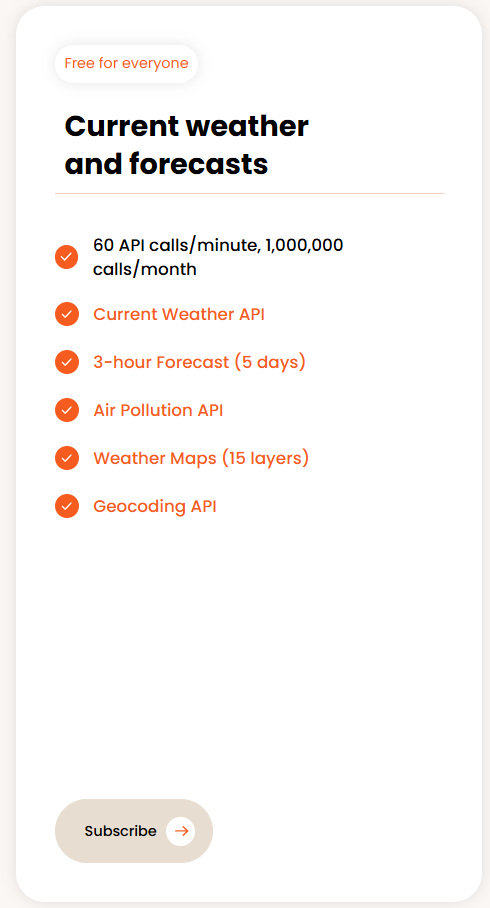 Free for everyone
Current weather
and forecasts
60 API calls/minute, 1,000,000
calls/month
Current Weather API
3-hour Forecast (5 days)
Air Pollution API
Weather Maps (15 layers)
Geocoding API
Subscribe